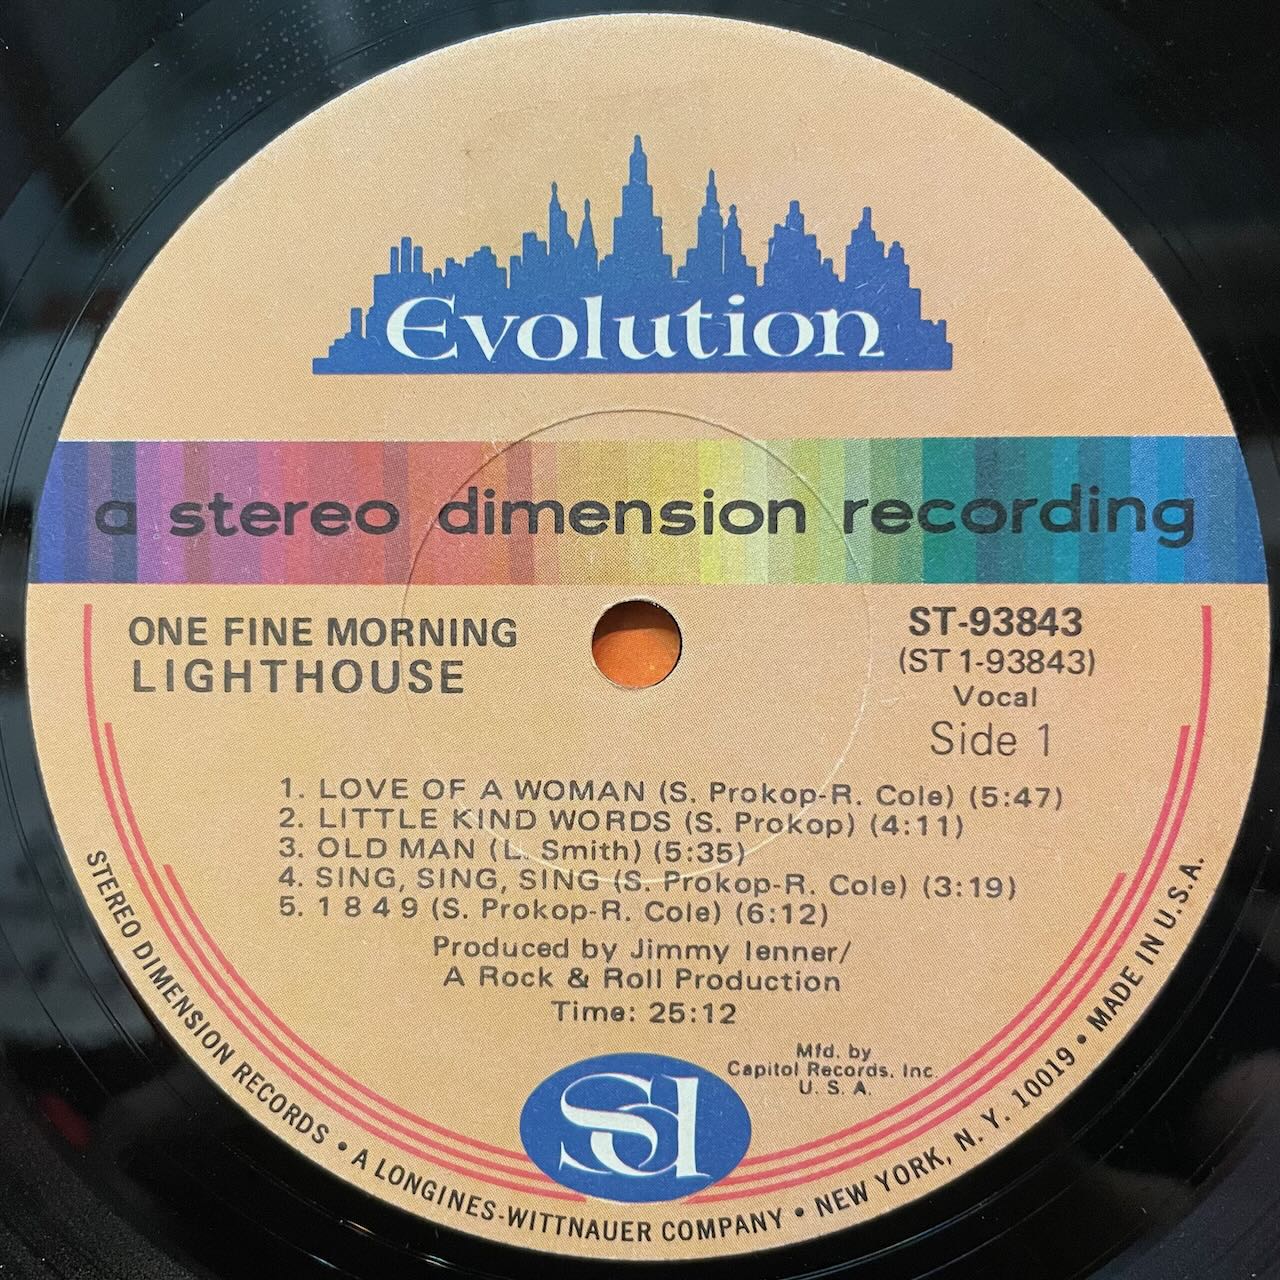 Evolution
a stereo dimension recording
ONE FINE MORNING
LIGHTHOUSE
ST-93843
(ST 1-93843)
Vocal
Side 1
1. LOVE OF A WOMAN (S. Prokop-R. Cole) (5:47)
2. LITTLE KIND WORDS (S. Prokop) (4:11)
3. OLD MAN (L. Smith) (5:35)
4. SING, SING, SING (S. Prokop-R. Cole) (3:19)
5. 1 8 4 9 (S. Prokop-R. Cole) (6:12)
Produced by Jimmy Ienner/
A Rock & Roll Production
Time: 25:12
Mfd. by
Capitol Records, Inc.
U. S. A.
Sd
STEREO DIMENSION RECORDS • A LONGINES-WITTNAUER COMPANY • NEW YORK, N. Y. 10019 • MADE IN U.S.A.